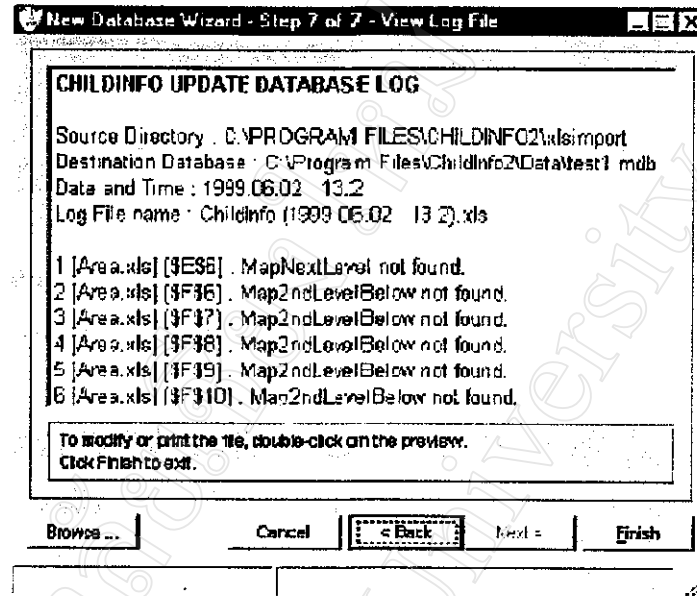 New Database Wizard - Step 7 of 7 - View Log File
CHILDINFO UPDATE DATABASE LOG
Source Directory : C:\PROGRAM FILES\CHILDINFO2\xlsimport
Destination Database : C:\Program Files\ChildInfo2\Data\test1.mdb
Date and Time : 1999.06.02 13.2
Log File name : Childinfo (1999.06.02 13.2).xls
1 [Area.xls] [$E$6] . MapNextLevel not found.
2 [Area.xls] [$F$6] . Map2ndLevelBelow not found.
3 [Area.xls] [$F$7] . Map2ndLevelBelow not found.
4 [Area.xls] [$F$8] . Map2ndLevelBelow not found.
5 [Area.xls] [$F$9] . Map2ndLevelBelow not found.
6 [Area.xls] [$F$10] . Map2ndLevelBelow not found.
To modify or print the file, double-click on the preview.
Click Finish to exit.
Browse ... Cancel < Back Next > Finish